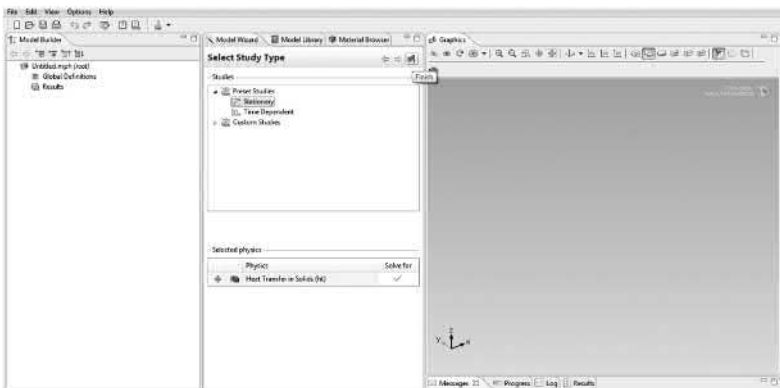 File Edit View Options Help
Model Builder
Untitled.mph (root)
Global Definitions
Results
Model Wizard Model Library Material Browser
Select Study Type
Studies
Preset Studies
Stationary
Time Dependent
Custom Studies
Selected physics
Physics Solve for
Heat Transfer in Solids (ht)
Graphics
Finish
z
y x
Messages Progress Log Results